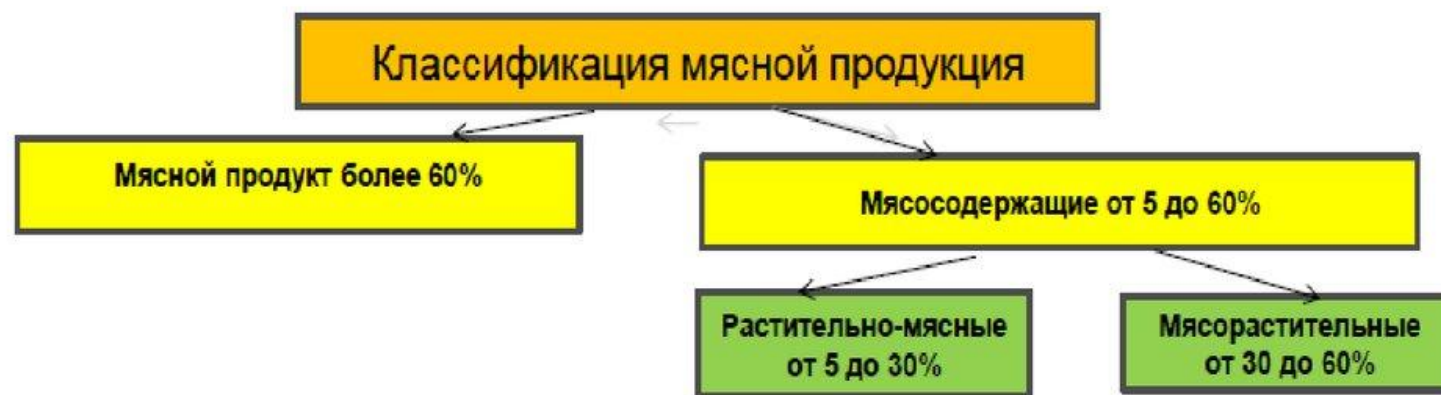 Классификация мясной продукция
Мясной продукт более 60%
Мясосодержащие от 5 до 60%
Растительно-мясные
от 5 до 30%
Мясорастительные
от 30 до 60%